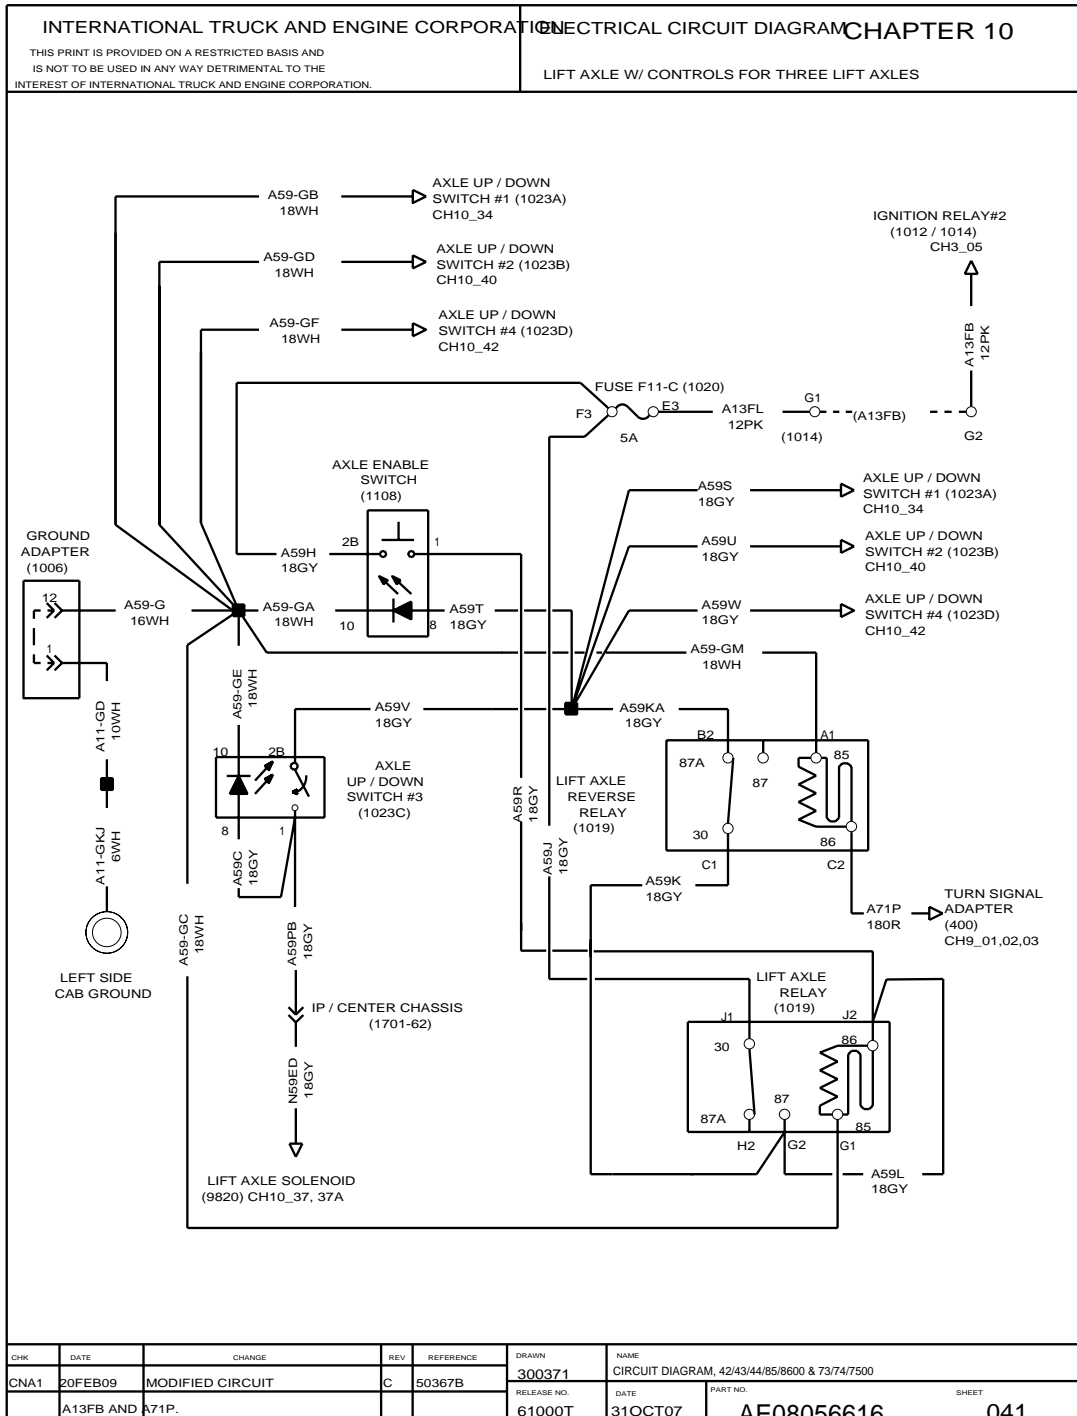 INTERNATIONAL TRUCK AND ENGINE CORPORATION
ELECTRICAL CIRCUIT DIAGRAM
CHAPTER 10
THIS PRINT IS PROVIDED ON A RESTRICTED BASIS AND
IS NOT TO BE USED IN ANY WAY DETRIMENTAL TO THE
INTEREST OF INTERNATIONAL TRUCK AND ENGINE CORPORATION.
LIFT AXLE W/ CONTROLS FOR THREE LIFT AXLES
A59-GB
18WH
AXLE UP / DOWN
SWITCH #1 (1023A)
CH10_34
A59-GD
18WH
AXLE UP / DOWN
SWITCH #2 (1023B)
CH10_40
A59-GF
18WH
AXLE UP / DOWN
SWITCH #4 (1023D)
CH10_42
IGNITION RELAY#2
(1012 / 1014)
CH3_05
A13FB
12PK
FUSE F11-C (1020)
F3
E3
5A
A13FL
12PK
G1
(1014)
(A13FB)
G2
AXLE ENABLE
SWITCH
(1108)
2B
1
A59H
18GY
10
8
A59-GA
18WH
A59T
18GY
GROUND
ADAPTER
(1006)
12
1
A59-G
16WH
A59S
18GY
AXLE UP / DOWN
SWITCH #1 (1023A)
CH10_34
A59U
18GY
AXLE UP / DOWN
SWITCH #2 (1023B)
CH10_40
A59W
18GY
AXLE UP / DOWN
SWITCH #4 (1023D)
CH10_42
A59-GM
18WH
A11-GD
10WH
A59-GE
18WH
A59V
18GY
A59KA
18GY
10
2B
8
1
AXLE
UP / DOWN
SWITCH #3
(1023C)
B2
A1
87A
87
85
30
86
C1
C2
LIFT AXLE
REVERSE
RELAY
(1019)
A59R
18GY
A59J
18GY
A11-GKJ
6WH
A59C
18GY
A59K
18GY
A71P
180R
TURN SIGNAL
ADAPTER
(400)
CH9_01,02,03
A59-GC
18WH
A59PB
18GY
LEFT SIDE
CAB GROUND
IP / CENTER CHASSIS
(1701-62)
N59ED
18GY
LIFT AXLE
RELAY
(1019)
J1
J2
30
86
87
87A
85
H2
G2
G1
A59L
18GY
LIFT AXLE SOLENOID
(9820) CH10_37, 37A
CHK
DATE
CHANGE
REV
REFERENCE
DRAWN
NAME
CNA1
20FEB09
MODIFIED CIRCUIT
C
50367B
300371
CIRCUIT DIAGRAM, 42/43/44/85/8600 & 73/74/7500
A13FB AND A71P.
RELEASE NO.
DATE
PART NO.
SHEET
61000T
31OCT07
AE08056616
041